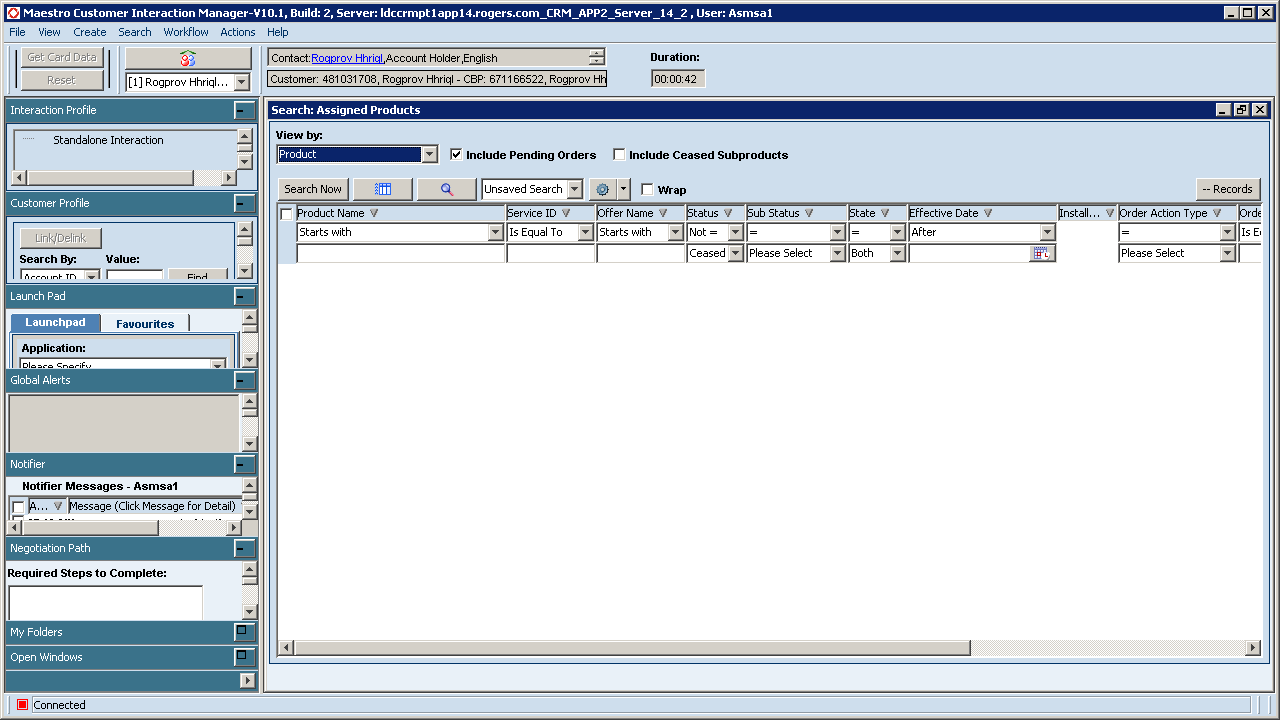 Maestro Customer Interaction Manager-V10.1, Build: 2, Server: ldccrmpt1app14.rogers.com_CRM_APP2_Server_14_2 , User: Asmsa1
File View Create Search Workflow Actions Help
Get Card Data
Reset
[1] Rogprov Hhriql...
Contact:Rogprov Hhriql,Account Holder,English
Customer: 481031708, Rogprov Hhriql - CBP: 671166522, Rogprov Hh
Duration:
00:00:42
Interaction Profile
Standalone Interaction
Customer Profile
Link/Delink
Search By: Value:
Account ID Find
Launch Pad
Launchpad Favourites
Application:
Please Specify
Global Alerts
Notifier
Notifier Messages - Asmsa1
A... Message (Click Message for Detail)
Negotiation Path
Required Steps to Complete:
My Folders
Open Windows
Search: Assigned Products
View by:
Product Include Pending Orders Include Ceased Subproducts
Search Now Unsaved Search Wrap -- Records
Product Name Service ID Offer Name Status Sub Status State Effective Date Install... Order Action Type Orde
Starts with Is Equal To Starts with Not = = = After = Is E
Ceased Please Select Both Please Select
Connected